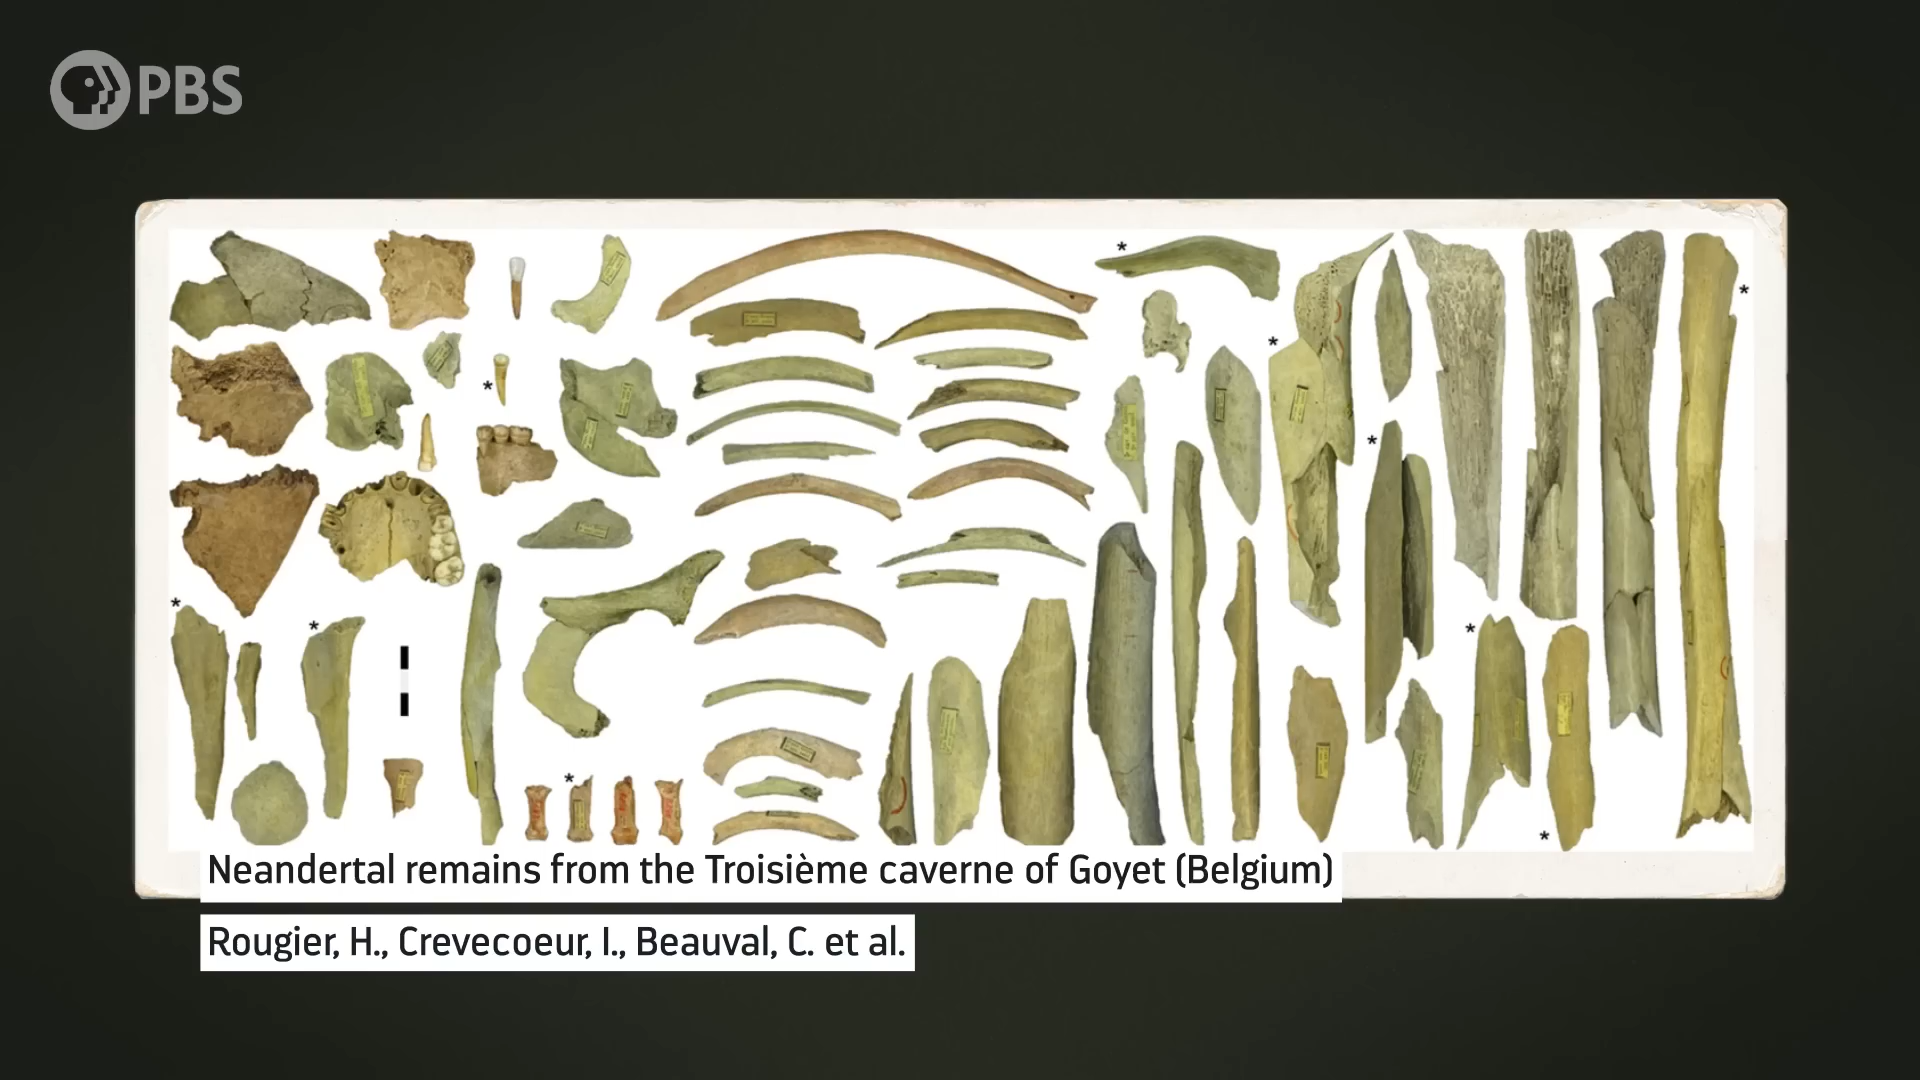 PBS
Neandertal remains from the Troisième caverne of Goyet (Belgium)
Rougier, H., Crevecoeur, I., Beauval, C. et al.